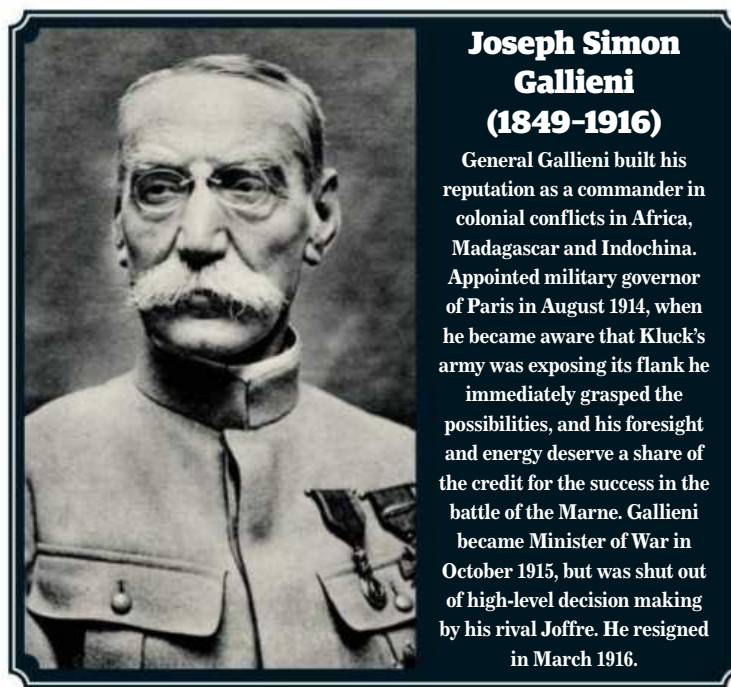 Joseph Simon
Gallieni
(1849–1916)
General Gallieni built his
reputation as a commander in
colonial conflicts in Africa,
Madagascar and Indochina.
Appointed military governor
of Paris in August 1914, when
he became aware that Kluck’s
army was exposing its flank he
immediately grasped the
possibilities, and his foresight
and energy deserve a share of
the credit for the success in the
battle of the Marne. Gallieni
became Minister of War in
October 1915, but was shut out
of high-level decision making
by his rival Joffre. He resigned
in March 1916.